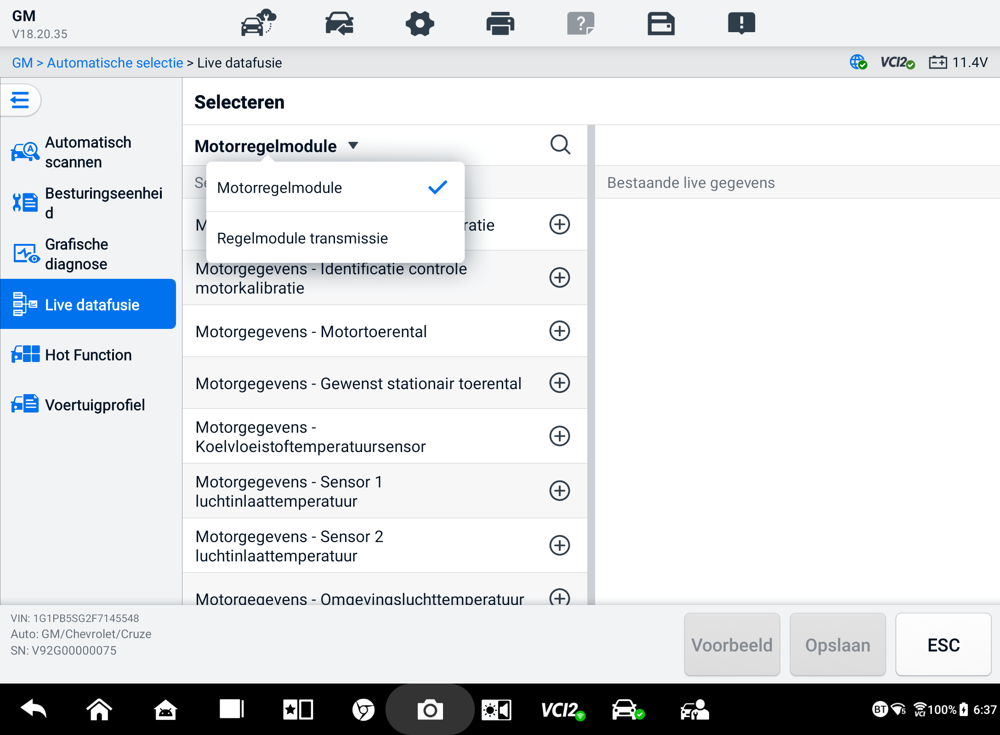 GM
V18.20.35
GM > Automatische selectie > Live datafusie
VCI2
11.4V
Selecteren
Automatisch
scannen
Besturingseenhei
d
Grafische
diagnose
Live datafusie
Hot Function
Voertuigprofiel
Motorregelmodule
Motorregelmodule
Regelmodule transmissie
Bestaande live gegevens
ratie
Motorgegevens - Identificatie controle
motorkalibratie
Motorgegevens - Motortoerental
Motorgegevens - Gewenst stationair toerental
Motorgegevens -
Koelvloeistoftemperatuursensor
Motorgegevens - Sensor 1
luchtinlaattemperatuur
Motorgegevens - Sensor 2
luchtinlaattemperatuur
Motorgegevens - Omgevingsluchttemperatuur
VIN: 1G1PB5SG2F7145548
Auto: GM/Chevrolet/Cruze
SN: V92G00000075
Voorbeeld
Opslaan
ESC
VCI2
BT
5
VCI
100%
6:37